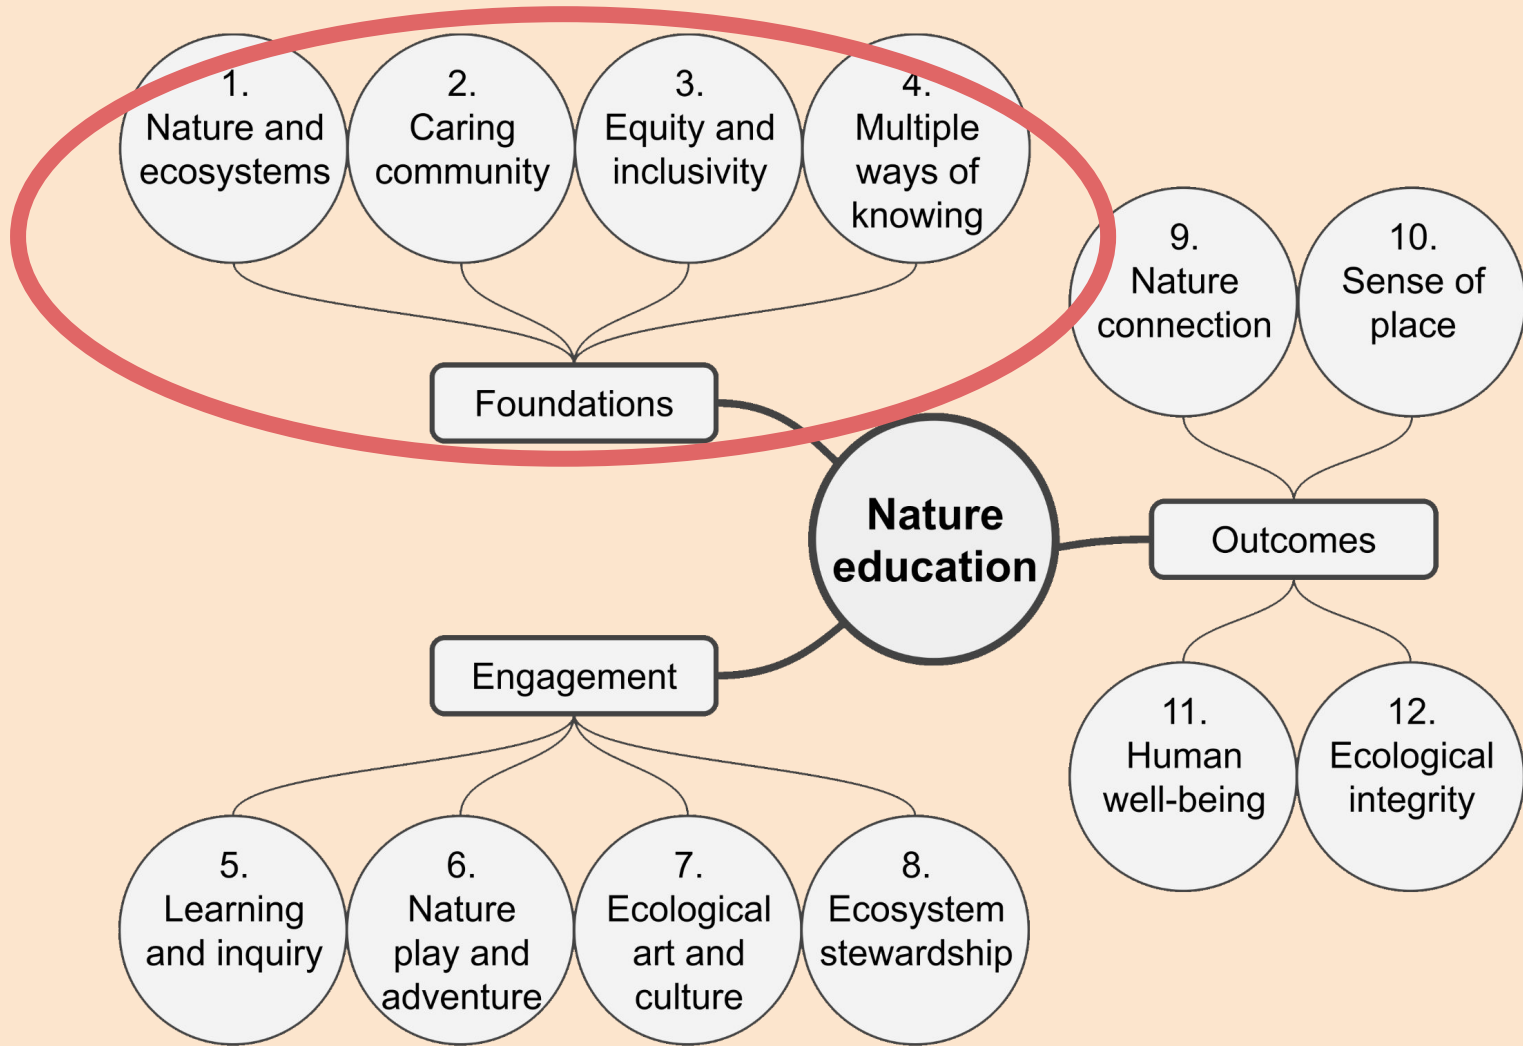 1.
Nature and
ecosystems
2.
Caring
community
3.
Equity and
inclusivity
4.
Multiple
ways of
knowing
Foundations
9.
Nature
connection
10.
Sense of
place
Nature
education
Outcomes
Engagement
11.
Human
well-being
12.
Ecological
integrity
5.
Learning
and inquiry
6.
Nature
play and
adventure
7.
Ecological
art and
culture
8.
Ecosystem
stewardship